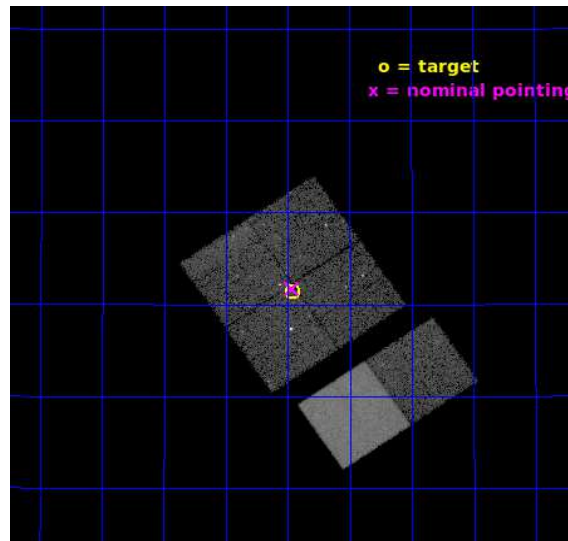 o = target
x = nominal pointing